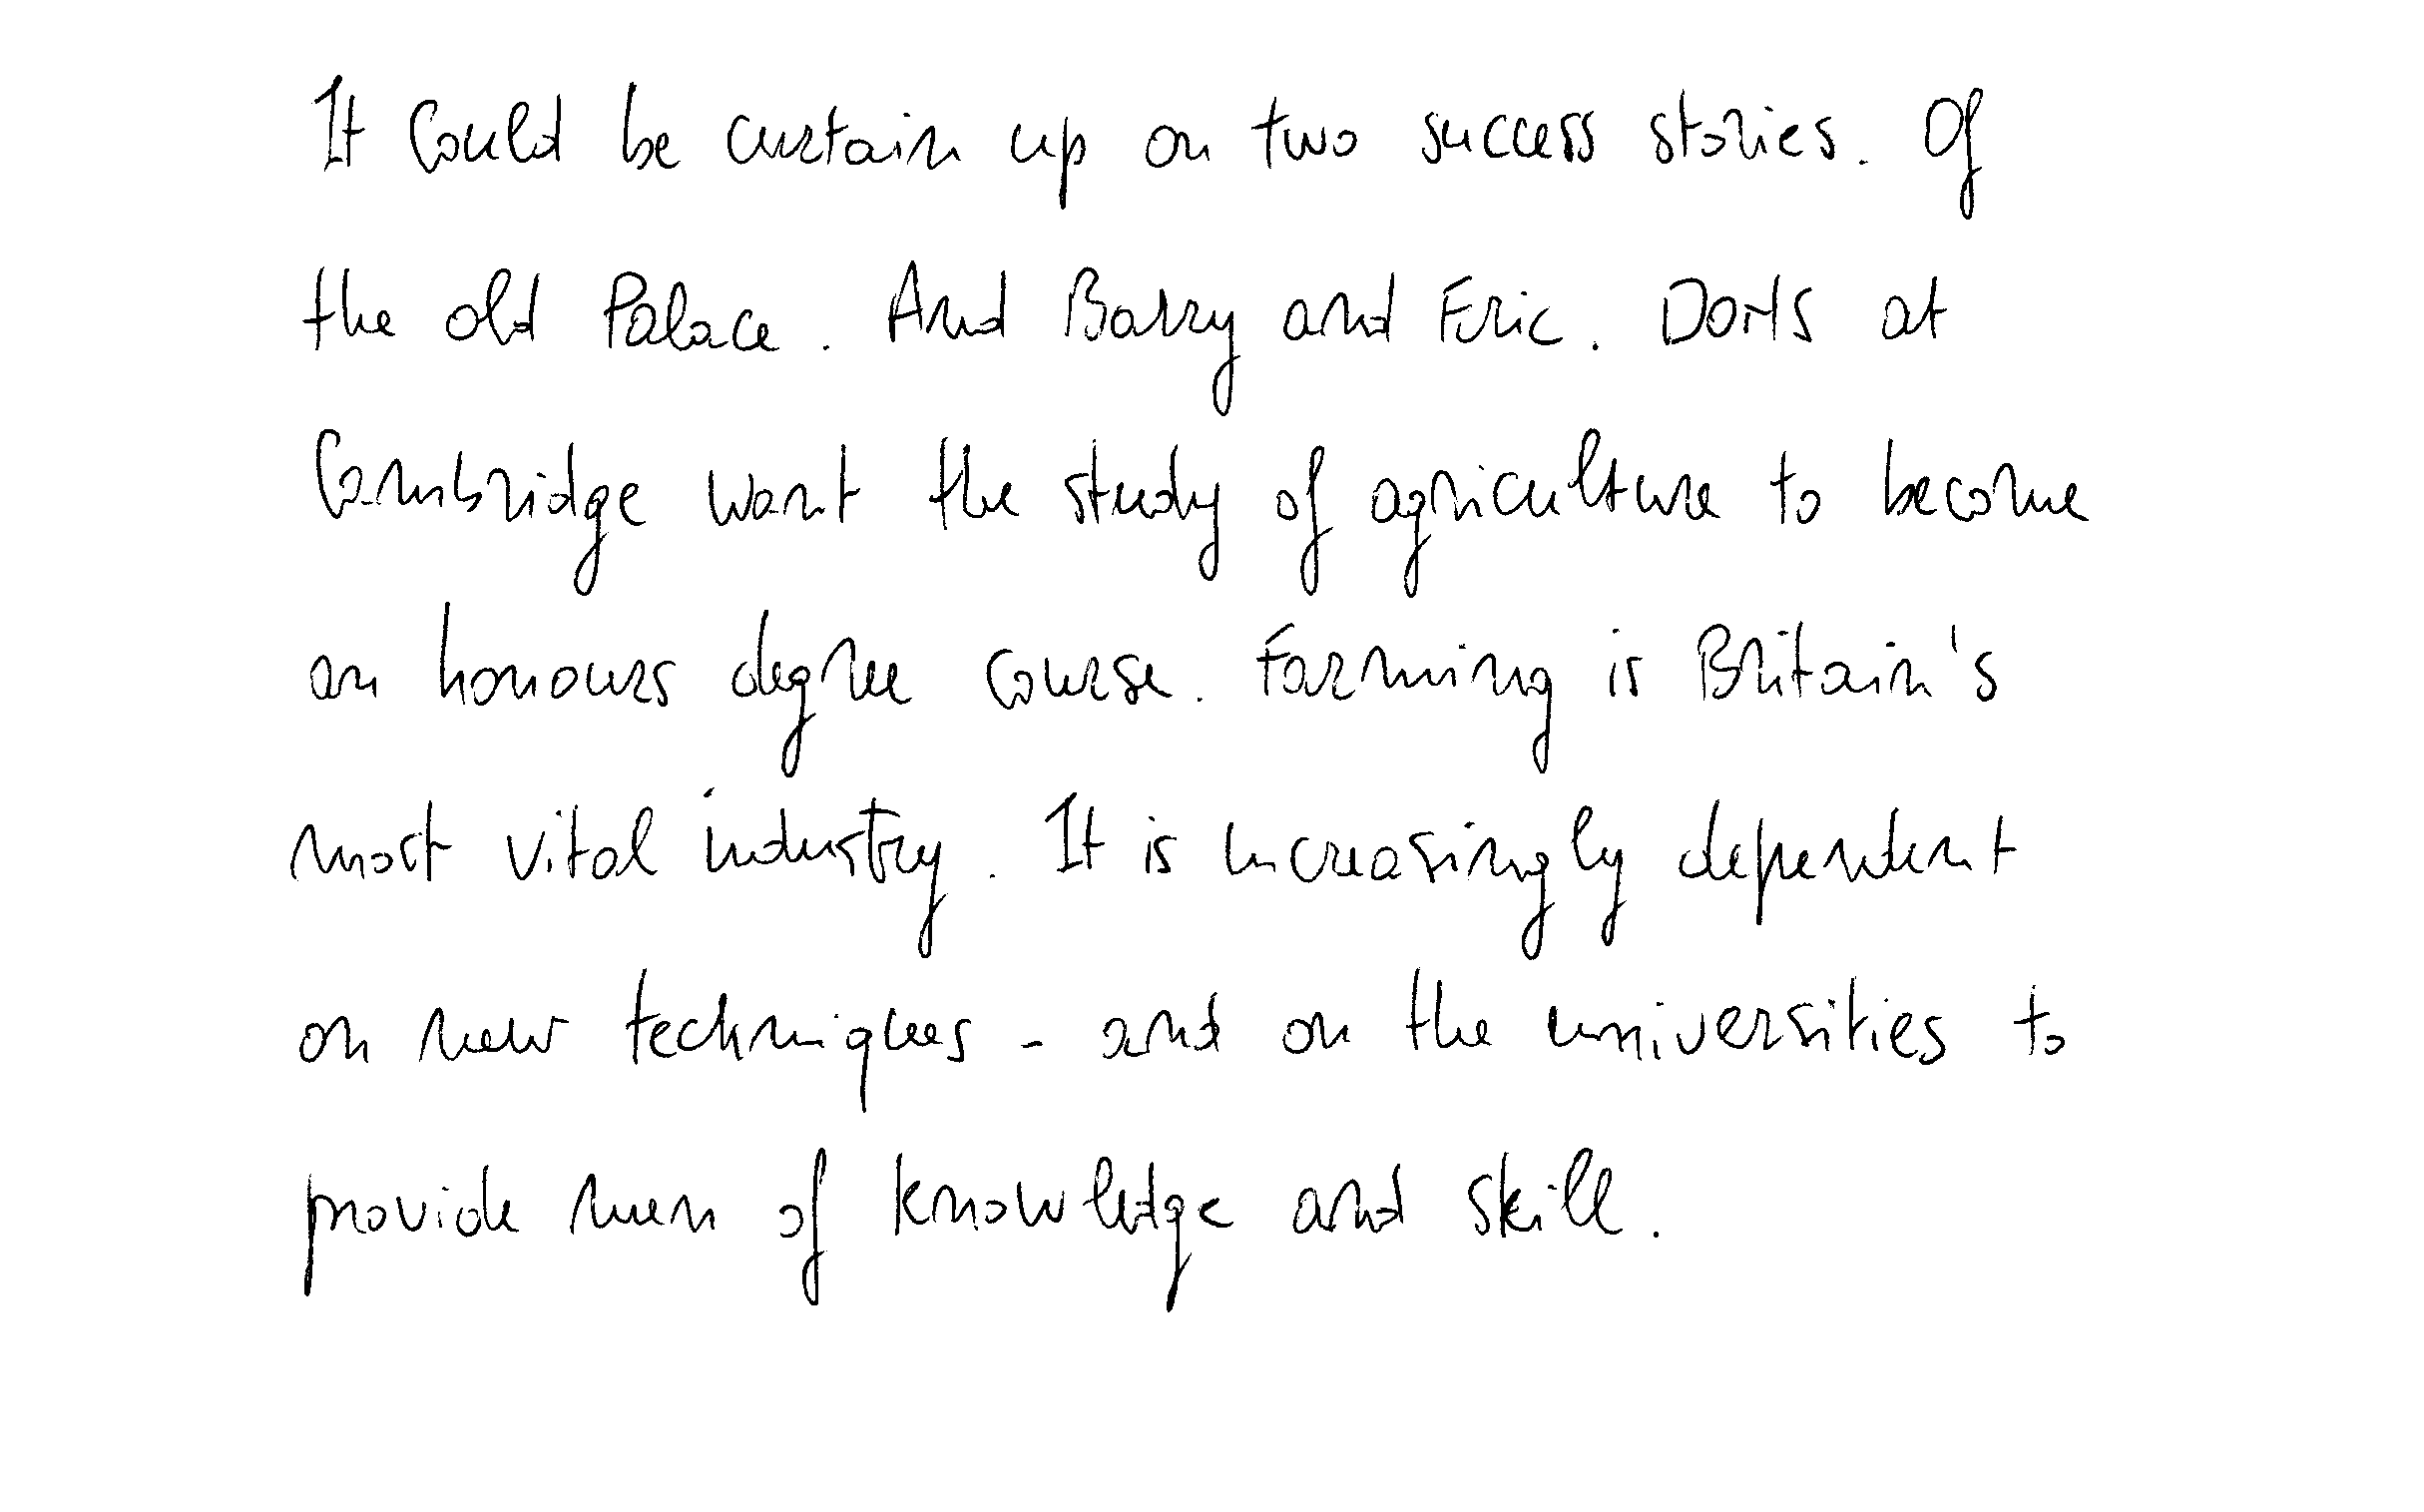 It could be curtain up on two success stories. Of
the old Palace. And Barry and Eric. DonS at
Cambridge want the study of agriculture to become
an honours degree course. Farming is Britain's
most vital industry. It is increasingly dependent
on new techniques - and on the universities to
provide men of knowledge and skill.